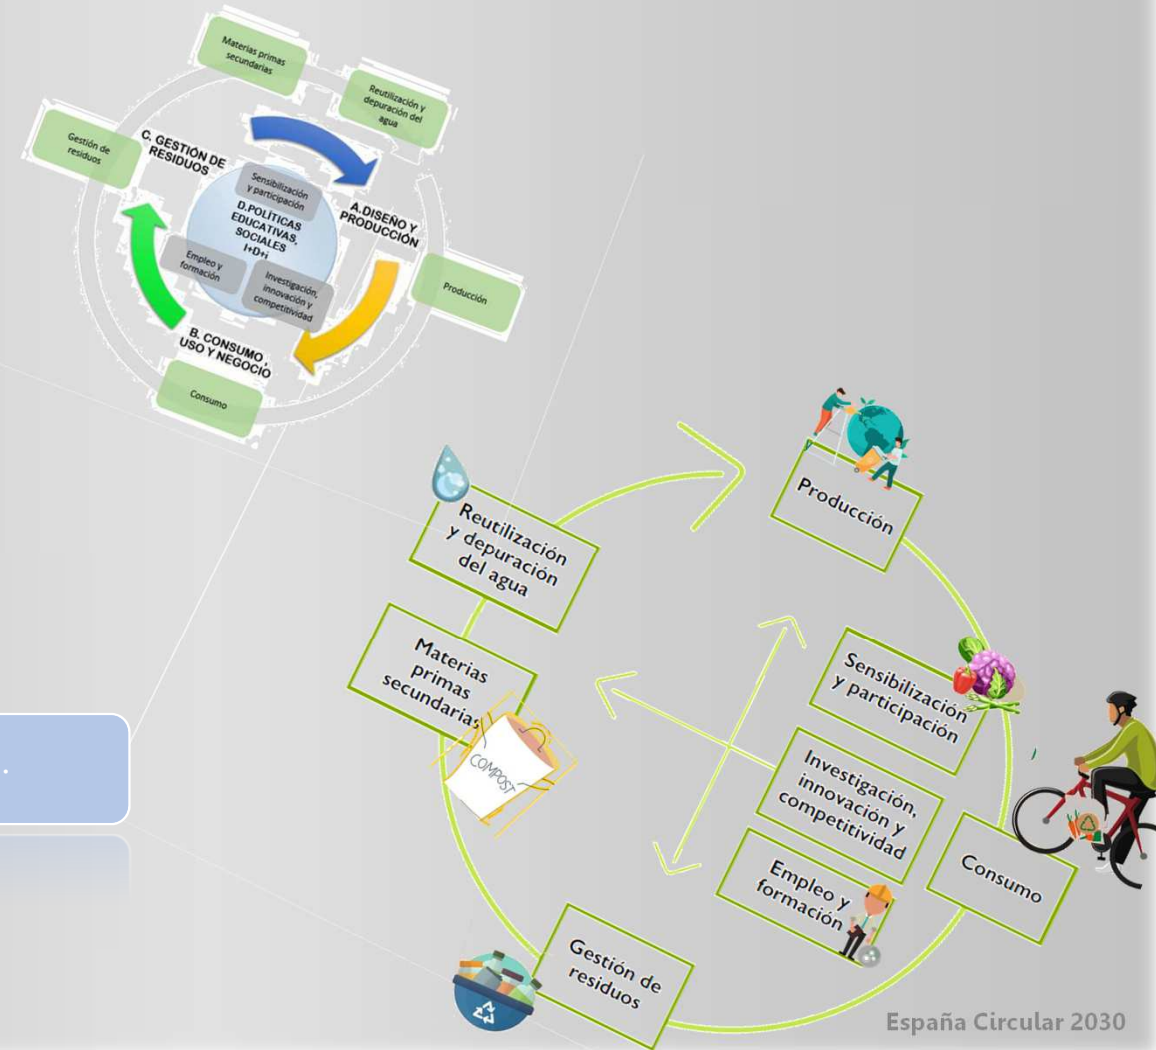 Materias primas
secundarias
Reutilización y
depuración del
agua
Gestión de
residuos
C. GESTIÓN DE
RESIDUOS
Sensibilización
y participación
D.POLÍTICAS
EDUCATIVAS,
SOCIALES
I+D+i
A.DISEÑO Y
PRODUCCIÓN
Empleo y
formación
Investigación,
innovación y
competitividad
Producción
B. CONSUMO ,
USO Y NEGOCIO
Consumo
Producción
Reutilización
y depuración
del agua
Materias
primas
secundarias
COMPOST
Sensibilización
y participación
Investigación,
innovación y
competitividad
Empleo y
formación
Consumo
Gestión de
residuos
.
España Circular 2030